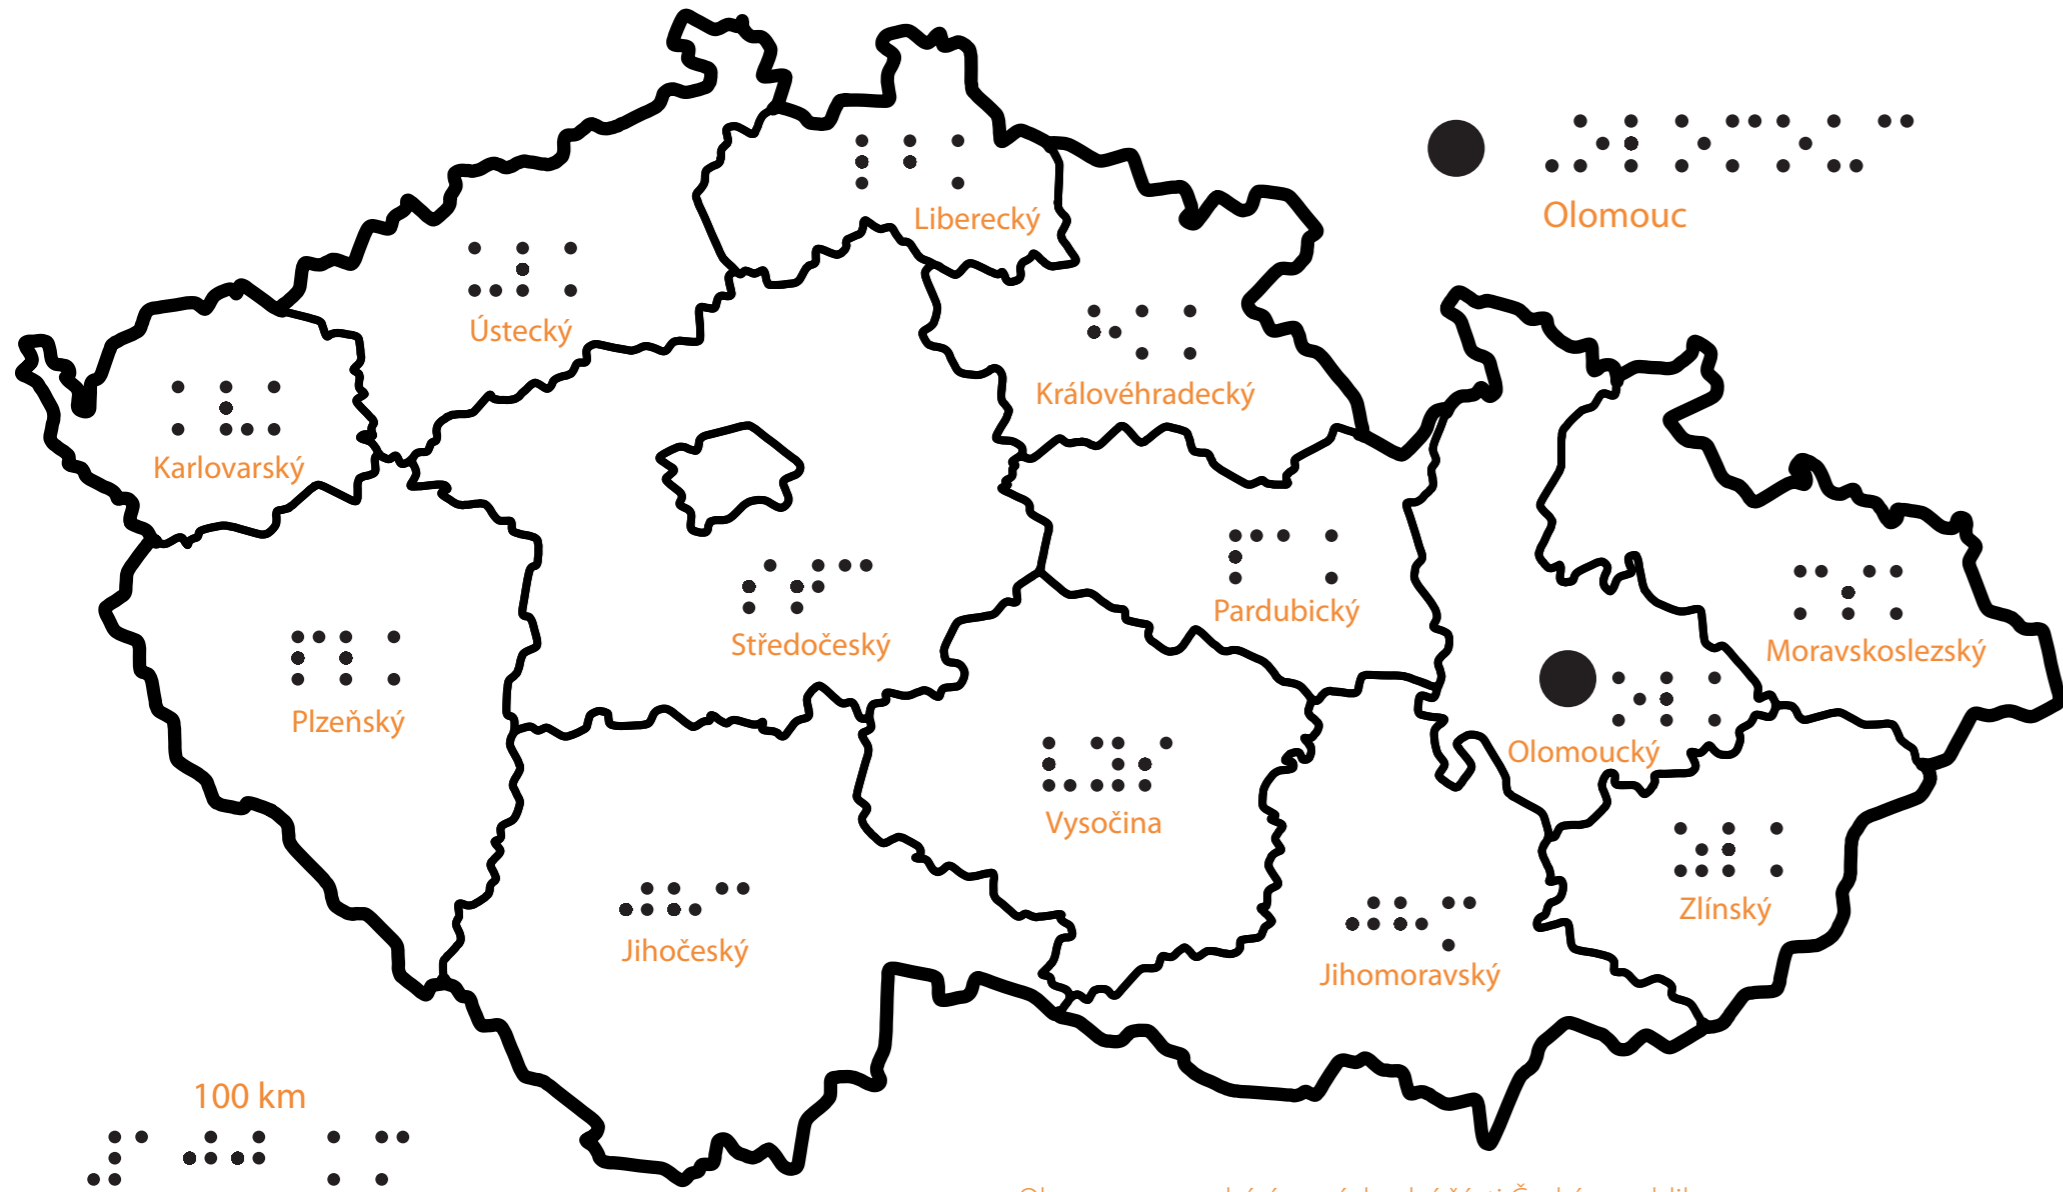 Olomouc
Liberecký
Ústecký
Královéhradecký
Karlovarský
Pardubický
Středočeský
Moravskoslezský
Plzeňský
Olomoucký
Vysočina
Zlínský
Jihočeský
Jihomoravský
100 km